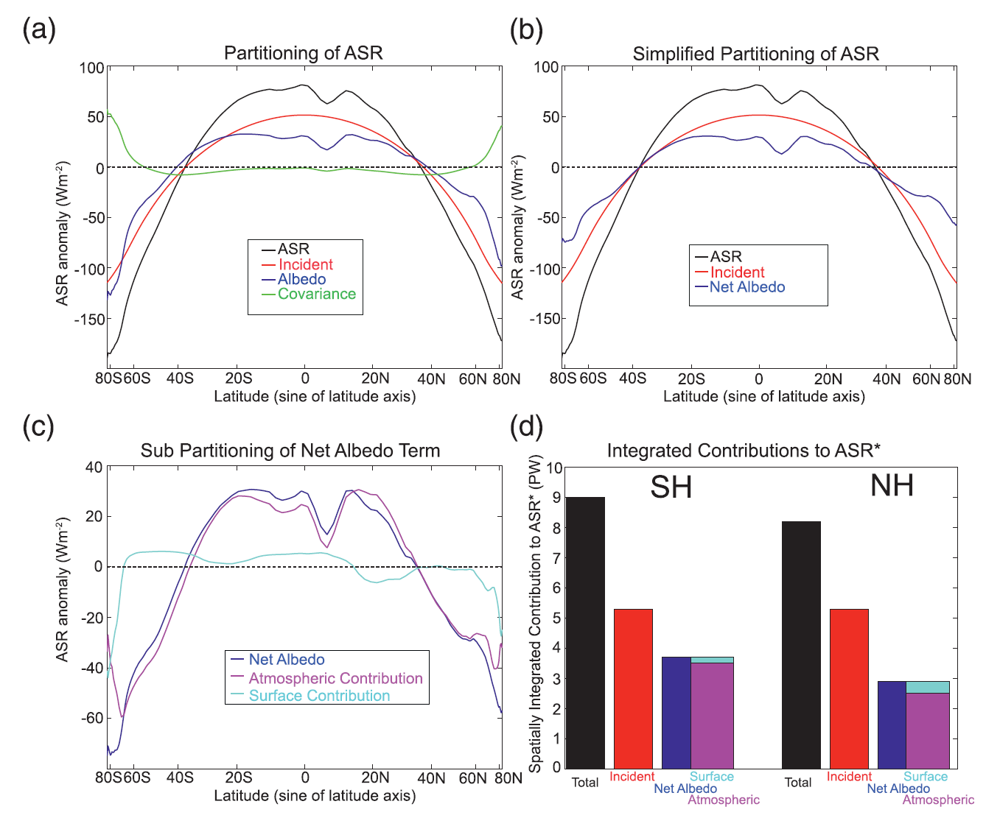 (a)
Partitioning of ASR
ASR anomaly (Wm-2)
100
50
0
-50
-100
-150
ASR
Incident
Albedo
Covariance
80S 60S 40S 20S 0 20N 40N 60N 80N
Latitude (sine of latitude axis)
(b)
Simplified Partitioning of ASR
ASR anomaly (Wm-2)
100
50
0
-50
-100
-150
ASR
Incident
Net Albedo
80S 60S 40S 20S 0 20N 40N 60N 80N
Latitude (sine of latitude axis)
(c)
Sub Partitioning of Net Albedo Term
ASR anomaly (Wm-2)
40
20
0
-20
-40
-60
Net Albedo
Atmospheric Contribution
Surface Contribution
80S 60S 40S 20S 0 20N 40N 60N 80N
Latitude (sine of latitude axis)
(d)
Integrated Contributions to ASR*
Spatially Integrated Contribution to ASR* (PW)
10
9
8
7
6
5
4
3
2
1
0
SH
NH
Total
Incident
Net Albedo
Surface
Atmospheric
Total
Incident
Net Albedo
Surface
Atmospheric